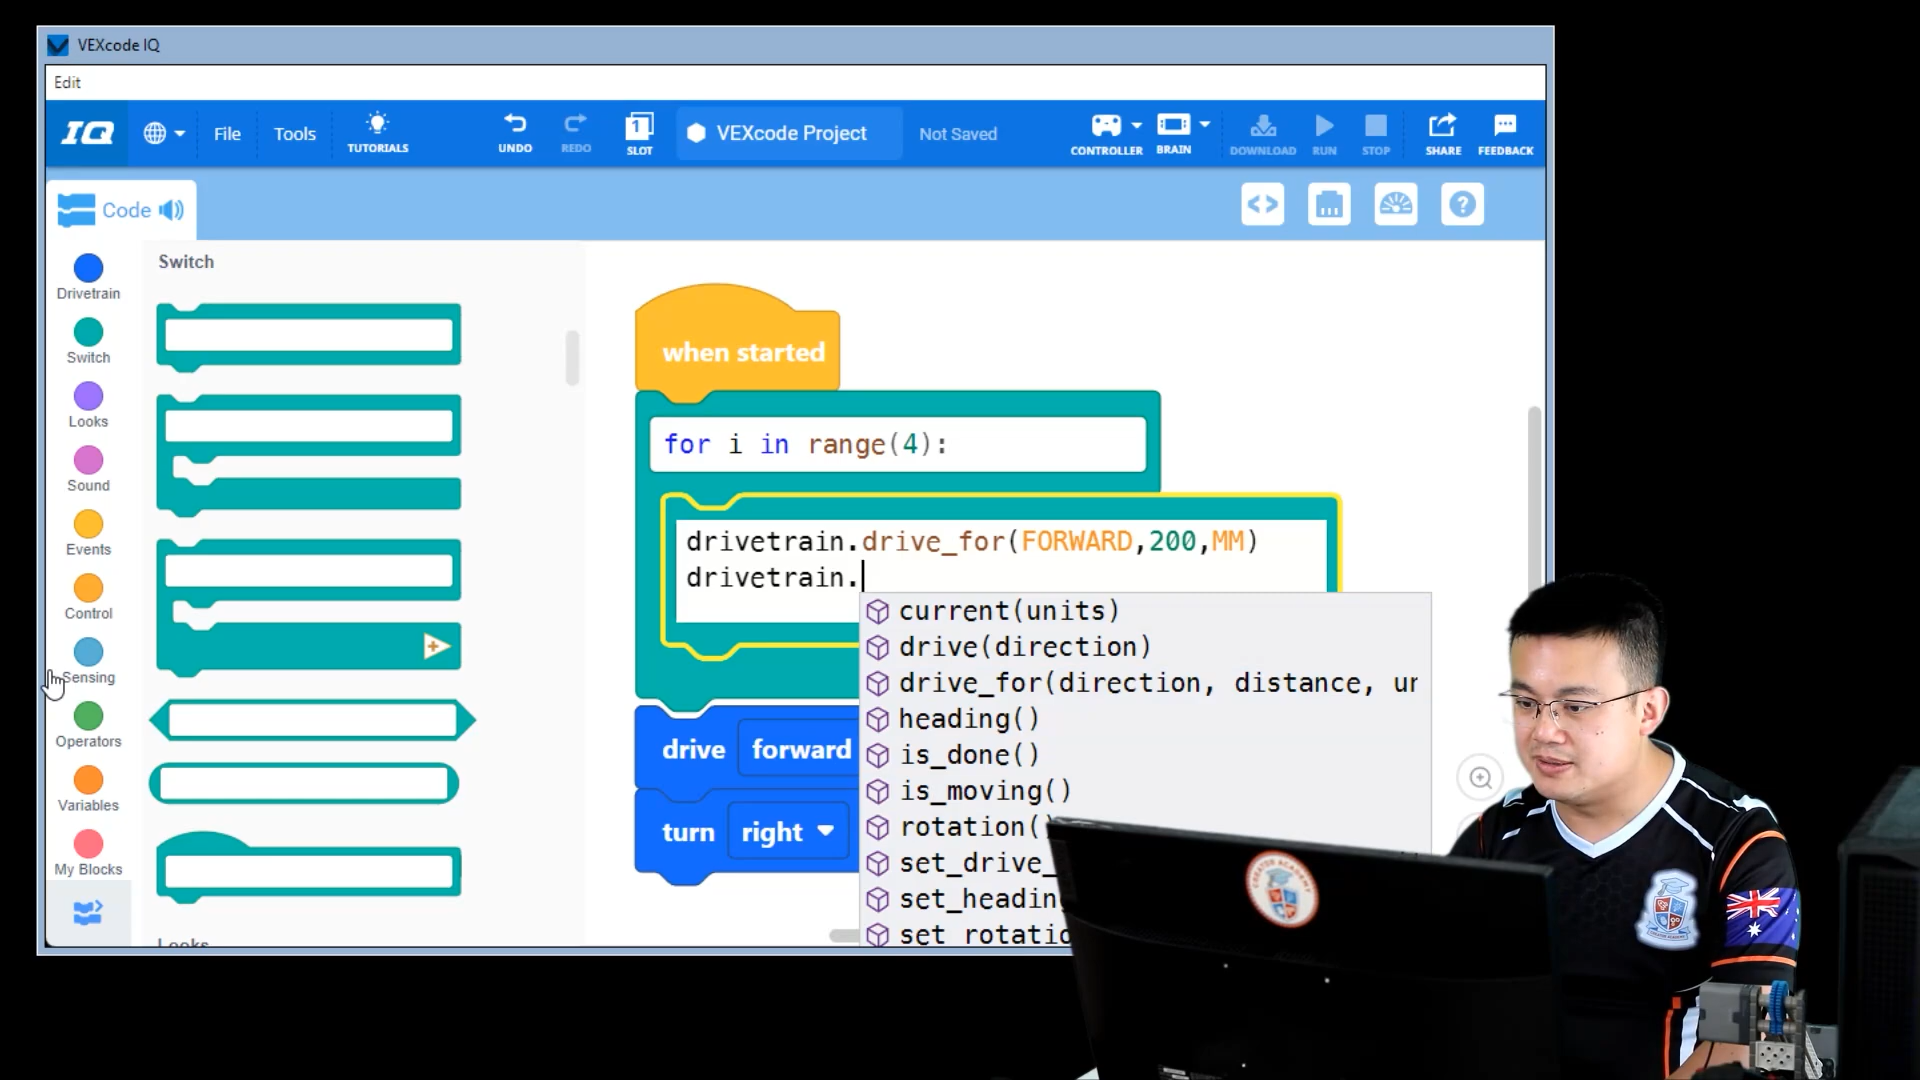 VEXcode IQ
Edit
IQ
File
Tools
TUTORIALS
UNDO
REDO
1
SLOT
VEXcode Project
Not Saved
CONTROLLER
BRAIN
DOWNLOAD
RUN
STOP
SHARE
FEEDBACK
Code
Drivetrain
Switch
Looks
Sound
Events
Control
Sensing
Operators
Variables
My Blocks
Switch
when started
for i in range(4):
drivetrain.drive_for(FORWARD,200,MM)
drivetrain.
current(units)
drive(direction)
drive_for(direction, distance, ur
heading()
is_done()
is_moving()
rotation()
set_drive_
set_headin
set_rotatio
drive forward
turn right
CREATOR ACADEMY